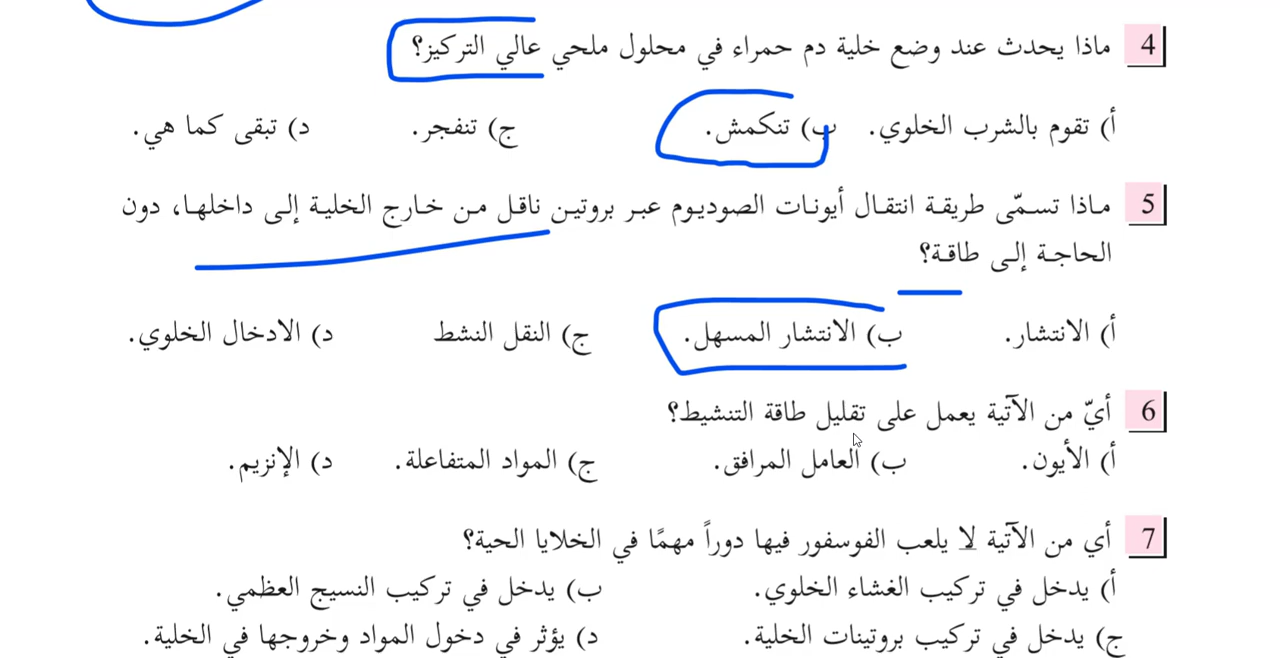 4 ماذا يحدث عند وضع خلية دم حمراء في محلول ملحي عالي التركيز؟
أ) تقوم بالشرب الخلوي. ب) تنكمش. ج) تنفجر. د) تبقى كما هي.
5 ماذا تسمّى طريقة انتقال أيونات الصوديوم عبر بروتين ناقل من خارج الخلية إلى داخلها، دون
الحاجة إلى طاقة؟
أ) الانتشار. ب) الانتشار المسهل. ج) النقل النشط د) الادخال الخلوي.
6 أيّ من الآتية يعمل على تقليل طاقة التنشيط؟
أ) الأيون. ب) العامل المرافق. ج) المواد المتفاعلة. د) الإنزيم.
7 أي من الآتية لا يلعب الفوسفور فيها دوراً مهمًا في الخلايا الحية؟
أ) يدخل في تركيب الغشاء الخلوي. ب) يدخل في تركيب النسيج العظمي.
ج) يدخل في تركيب بروتينات الخلية. د) يؤثر في دخول المواد وخروجها في الخلية.